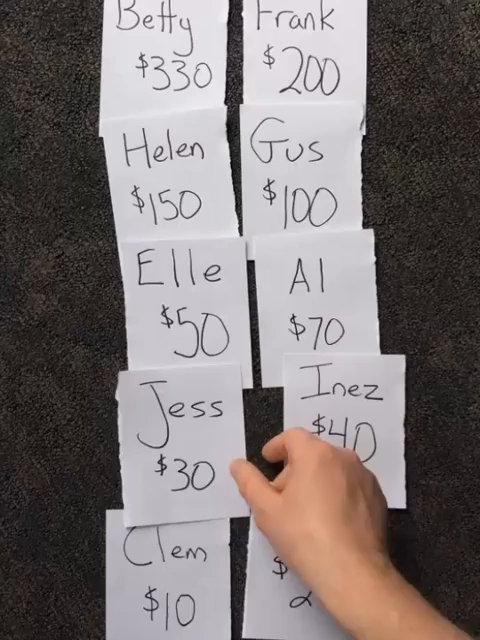 Betty
$330
Frank
$200
Helen
$150
Gus
$100
Elle
$50
Al
$70
Jess
$30
Inez
$40
Clem
$10
$